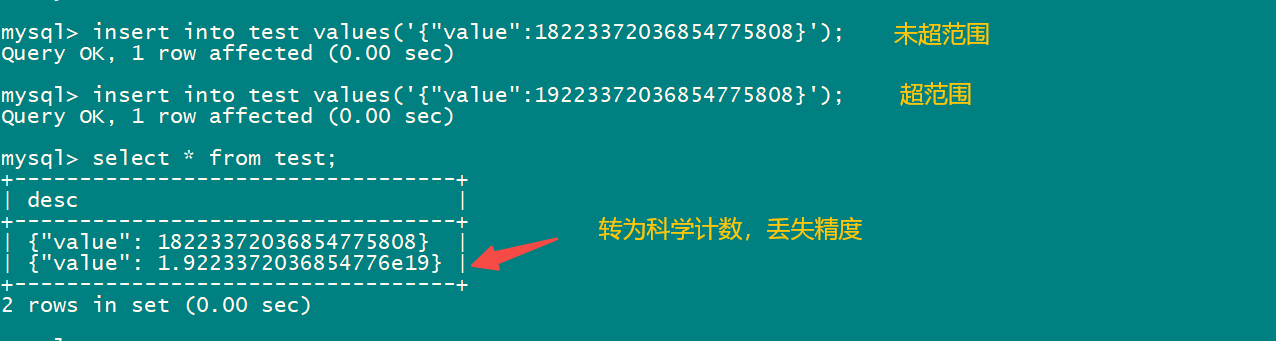 mysql> insert into test values('{"value":18223372036854775808}'); 未超范围
Query OK, 1 row affected (0.00 sec)
mysql> insert into test values('{"value":19223372036854775808}'); 超范围
Query OK, 1 row affected (0.00 sec)
mysql> select * from test;
+----------------------------------+
| desc                             |
+----------------------------------+
| {"value": 18223372036854775808}  |
转为科学计数，丢失精度
| {"value": 1.9223372036854776e19} |
+----------------------------------+
2 rows in set (0.00 sec)